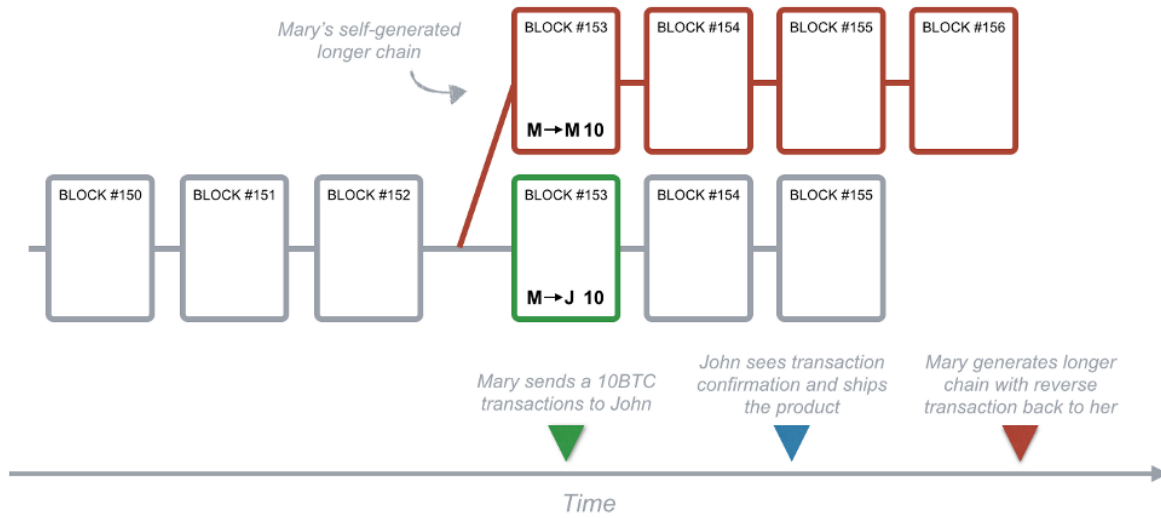 Mary's self-generated
longer chain
BLOCK #153
BLOCK #154
BLOCK #155
BLOCK #156
M→M 10
BLOCK #150
BLOCK #151
BLOCK #152
BLOCK #153
BLOCK #154
BLOCK #155
M→J 10
Mary sends a 10BTC
transactions to John
John sees transaction
confirmation and ships
the product
Mary generates longer
chain with reverse
transaction back to her
Time